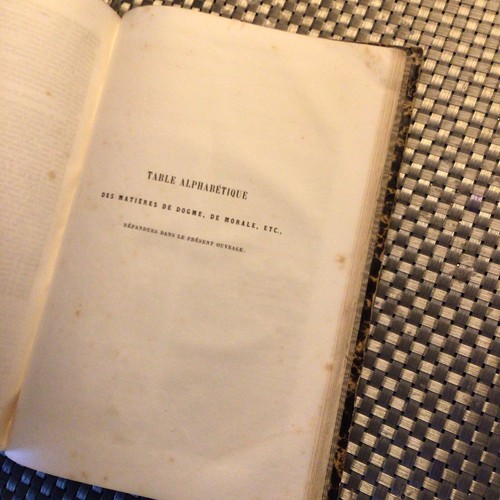 TABLE ALPHABÉTIQUE
DES MATIÈRES DE DOGME, DE MORALE, ETC.,
RÉPANDUES DANS LE PRÉSENT OUVRAGE.